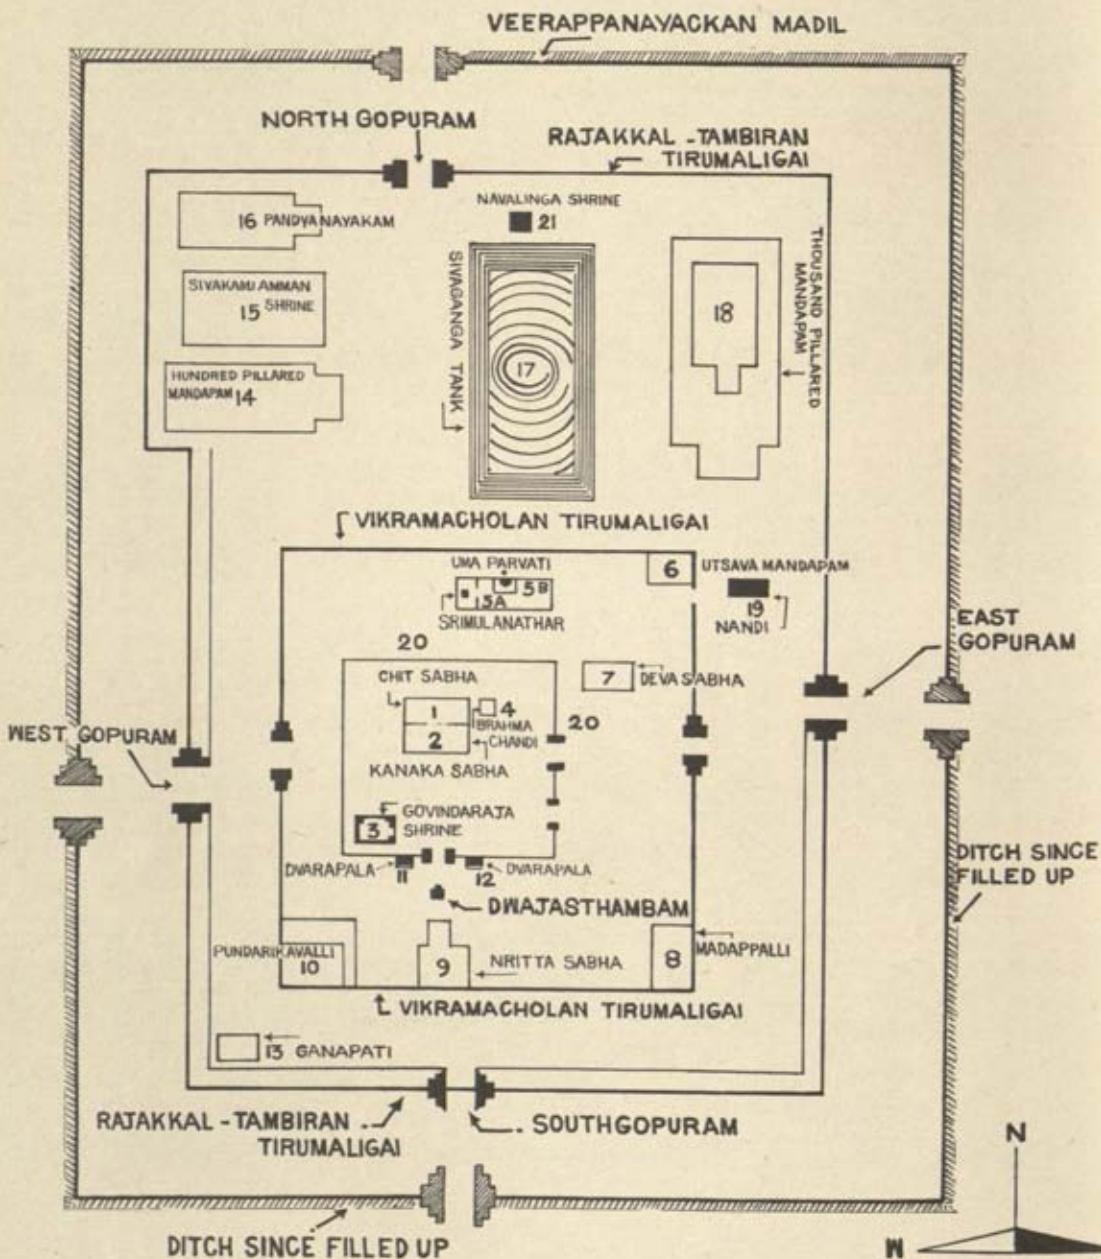 VEERAPPANAYACKAN MADIL
NORTH GOPURAM
RAJAKKAL-TAMBIRAN
TIRUMALIGAI
NAVALINGA SHRINE
21
16 PANDYANAYAKAM
SIVAKAMI AMMAN
15 SHRINE
HUNDRED PILLARED
MANDAPAM 14
SIVAGANGA TANK
17
18
THOUSAND PILLARED
MANDAPAM
VIKRAMACHOLAN TIRUMALIGAI
UMA PARVATI
5A
5B
SRIMULANATHAR
6
UTSAVA MANDAPAM
19
NANDI
EAST
GOPURAM
20
CHIT SABHA
1
2
4
BRAHMA
CHANDI
KANAKA SABHA
7
DEVA SABHA
20
WEST GOPURAM
3
GOVINDARAJA
SHRINE
DVARAPALA
11
12
DVARAPALA
DWAJASTHAMBAM
DITCH SINCE
FILLED UP
PUNDARIKAVALLI
10
9
NRITTA SABHA
8
MADAPPALLI
VIKRAMACHOLAN TIRUMALIGAI
13 GANAPATI
RAJAKKAL-TAMBIRAN
TIRUMALIGAI
SOUTHGOPURAM
DITCH SINCE FILLED UP
N
W